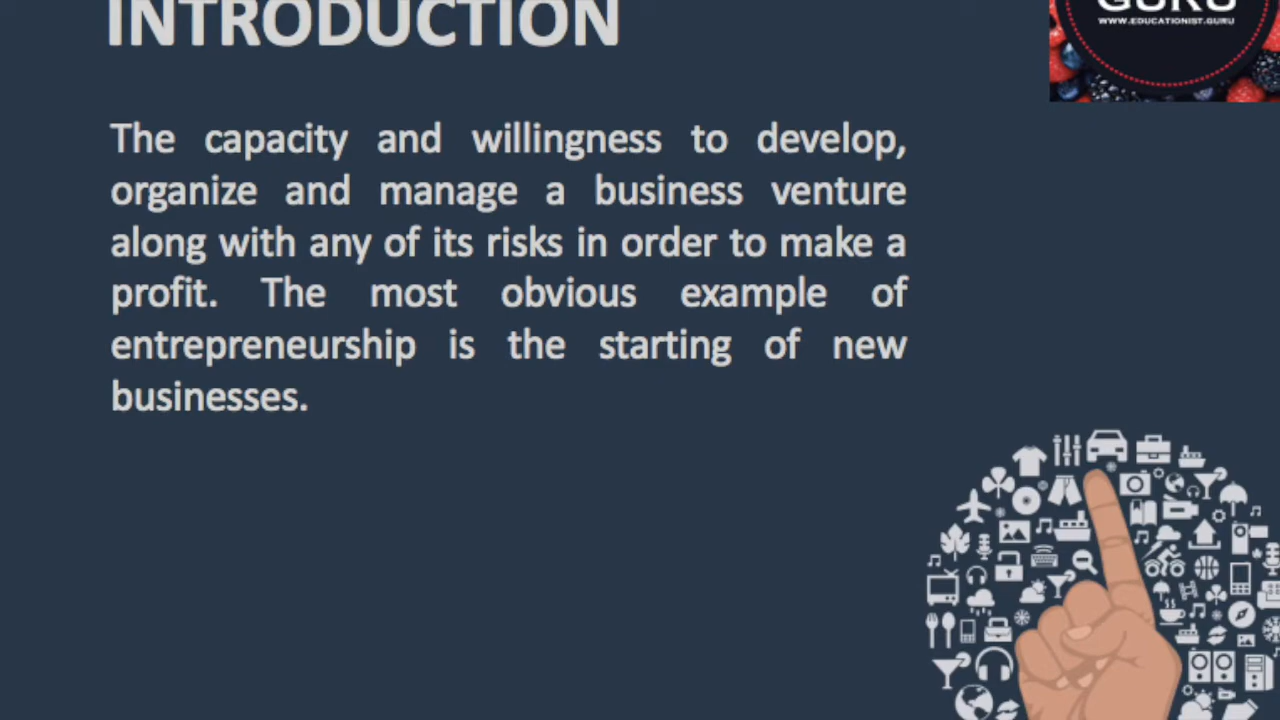 INTRODUCTION
GURU
WWW.EDUCATIONIST.GURU
The capacity and willingness to develop,
organize and manage a business venture
along with any of its risks in order to make a
profit. The most obvious example of
entrepreneurship is the starting of new
businesses.